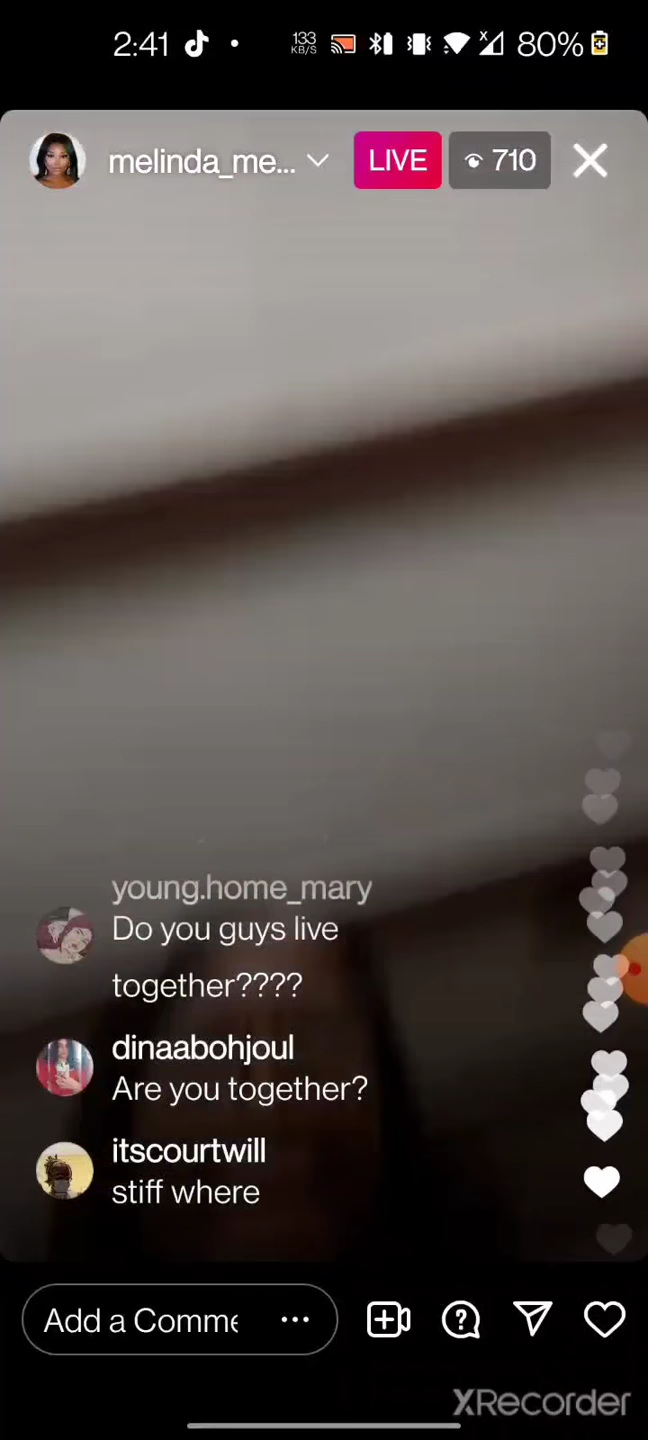 2:41 133 KB/S 80%
melinda_me... LIVE 710
young.home_mary
Do you guys live
together????
dinaabohjoul
Are you together?
itscourtwill
stiff where
Add a Comme
XRecorder